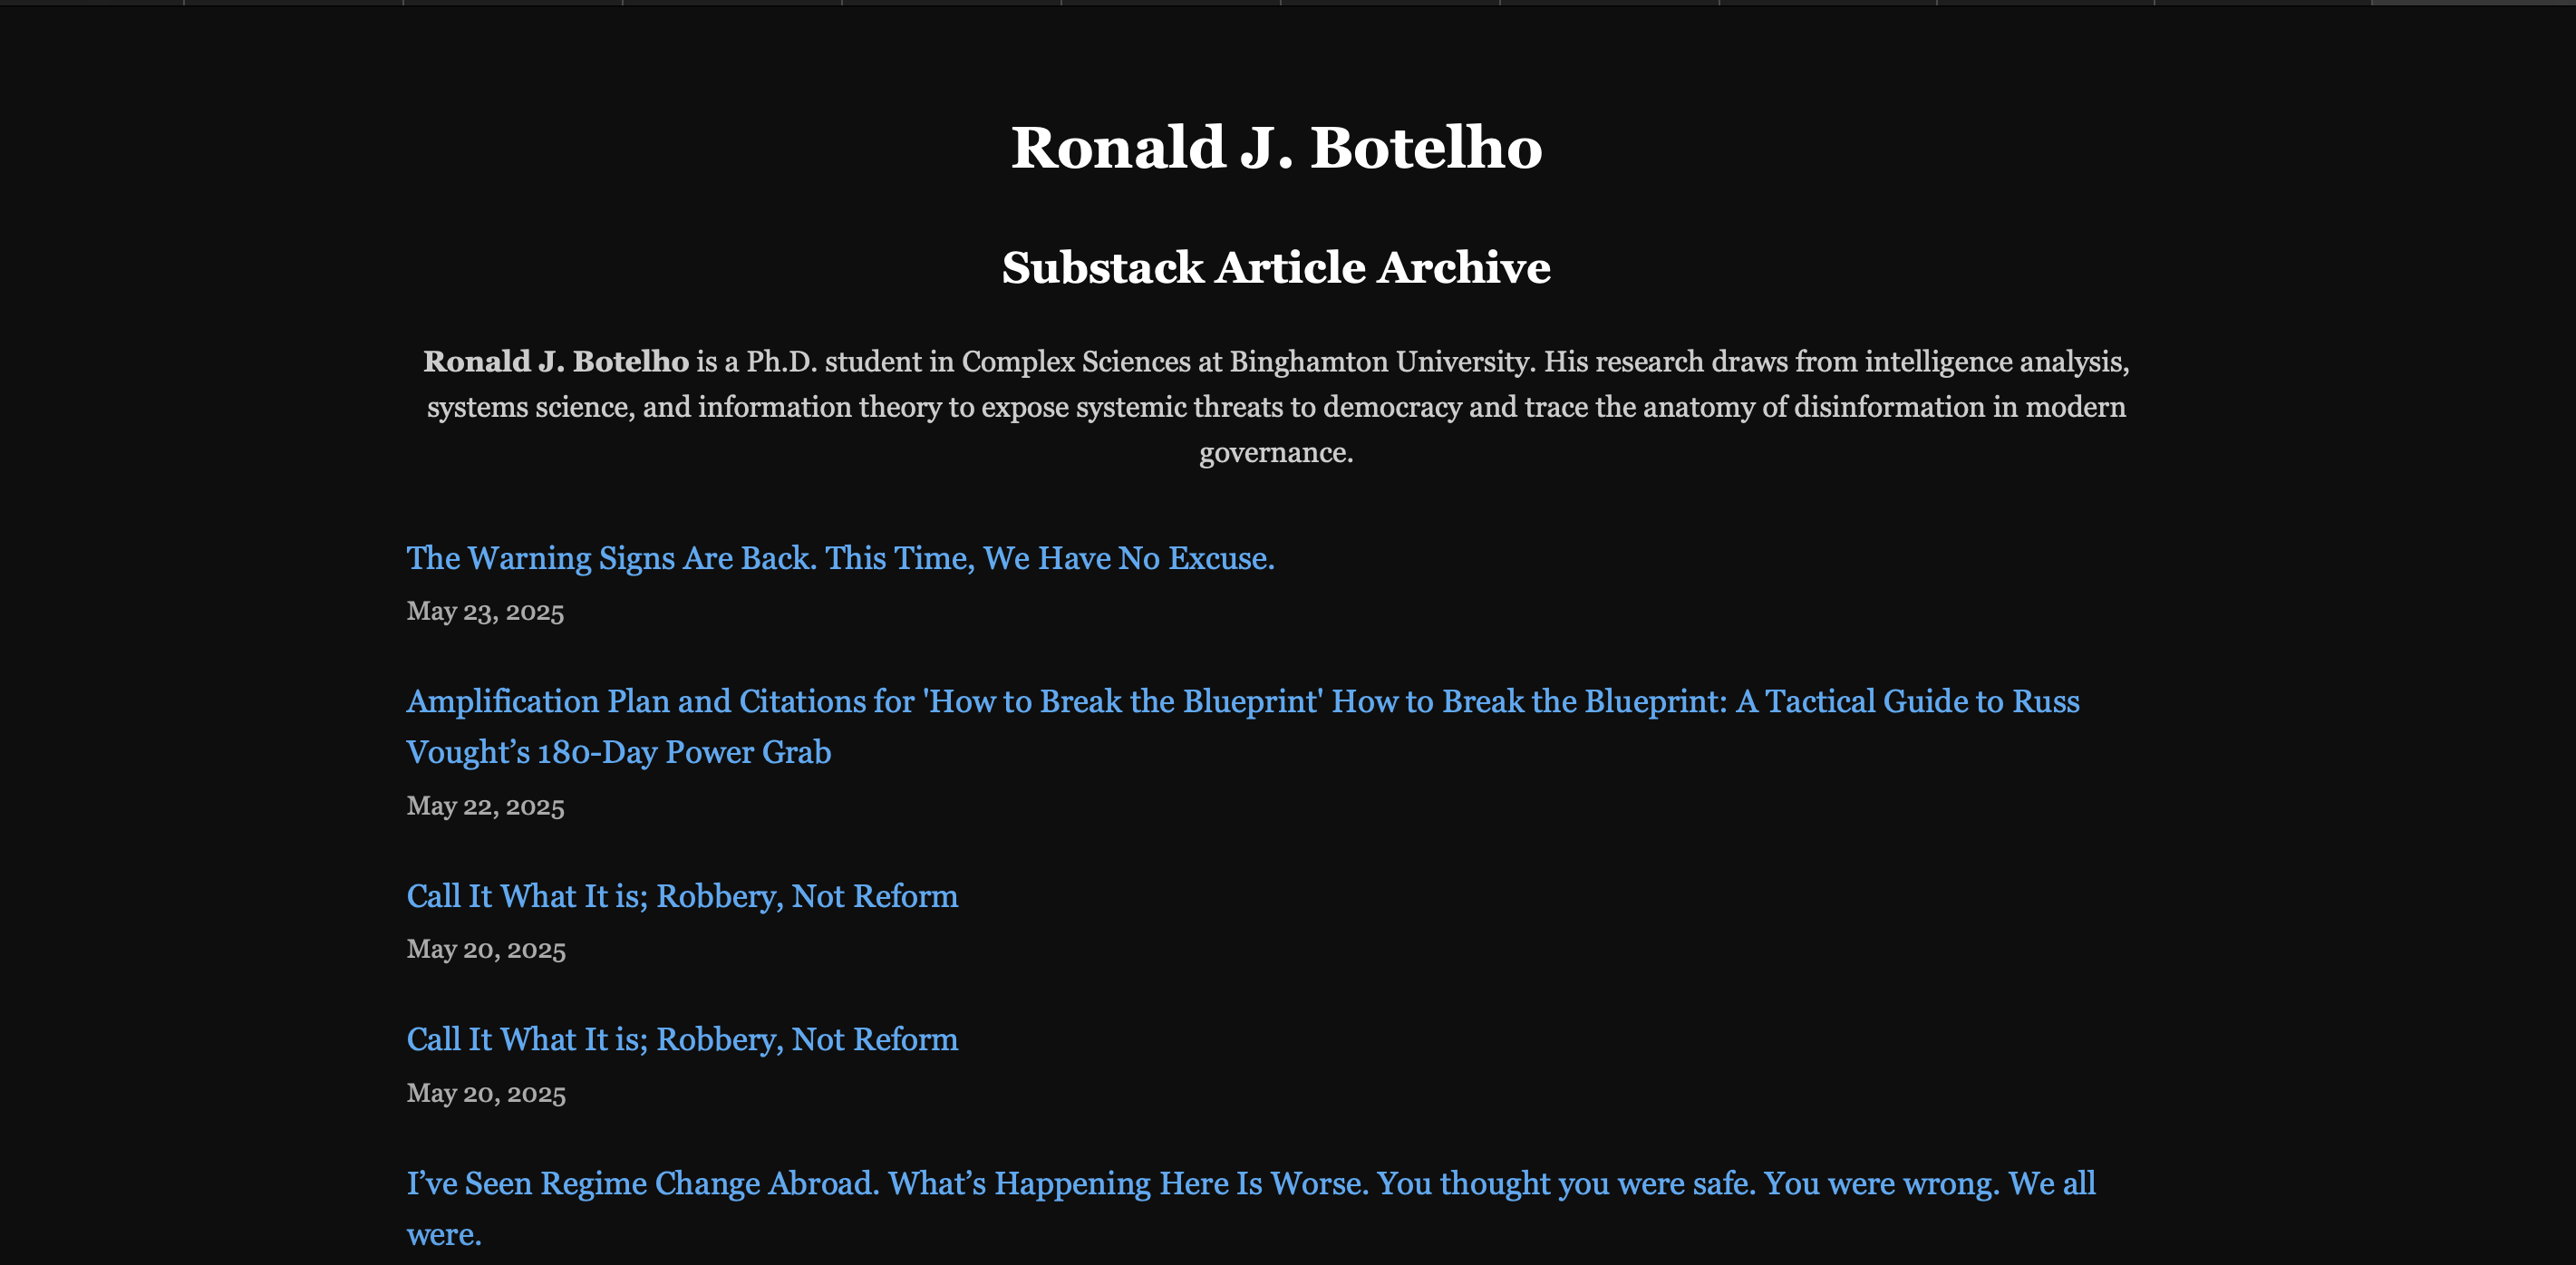 Ronald J. Botelho
Substack Article Archive
Ronald J. Botelho is a Ph.D. student in Complex Sciences at Binghamton University. His research draws from intelligence analysis,
systems science, and information theory to expose systemic threats to democracy and trace the anatomy of disinformation in modern
governance.
The Warning Signs Are Back. This Time, We Have No Excuse.
May 23, 2025
Amplification Plan and Citations for 'How to Break the Blueprint' How to Break the Blueprint: A Tactical Guide to Russ
Vought’s 180-Day Power Grab
May 22, 2025
Call It What It is; Robbery, Not Reform
May 20, 2025
Call It What It is; Robbery, Not Reform
May 20, 2025
I’ve Seen Regime Change Abroad. What’s Happening Here Is Worse. You thought you were safe. You were wrong. We all
were.